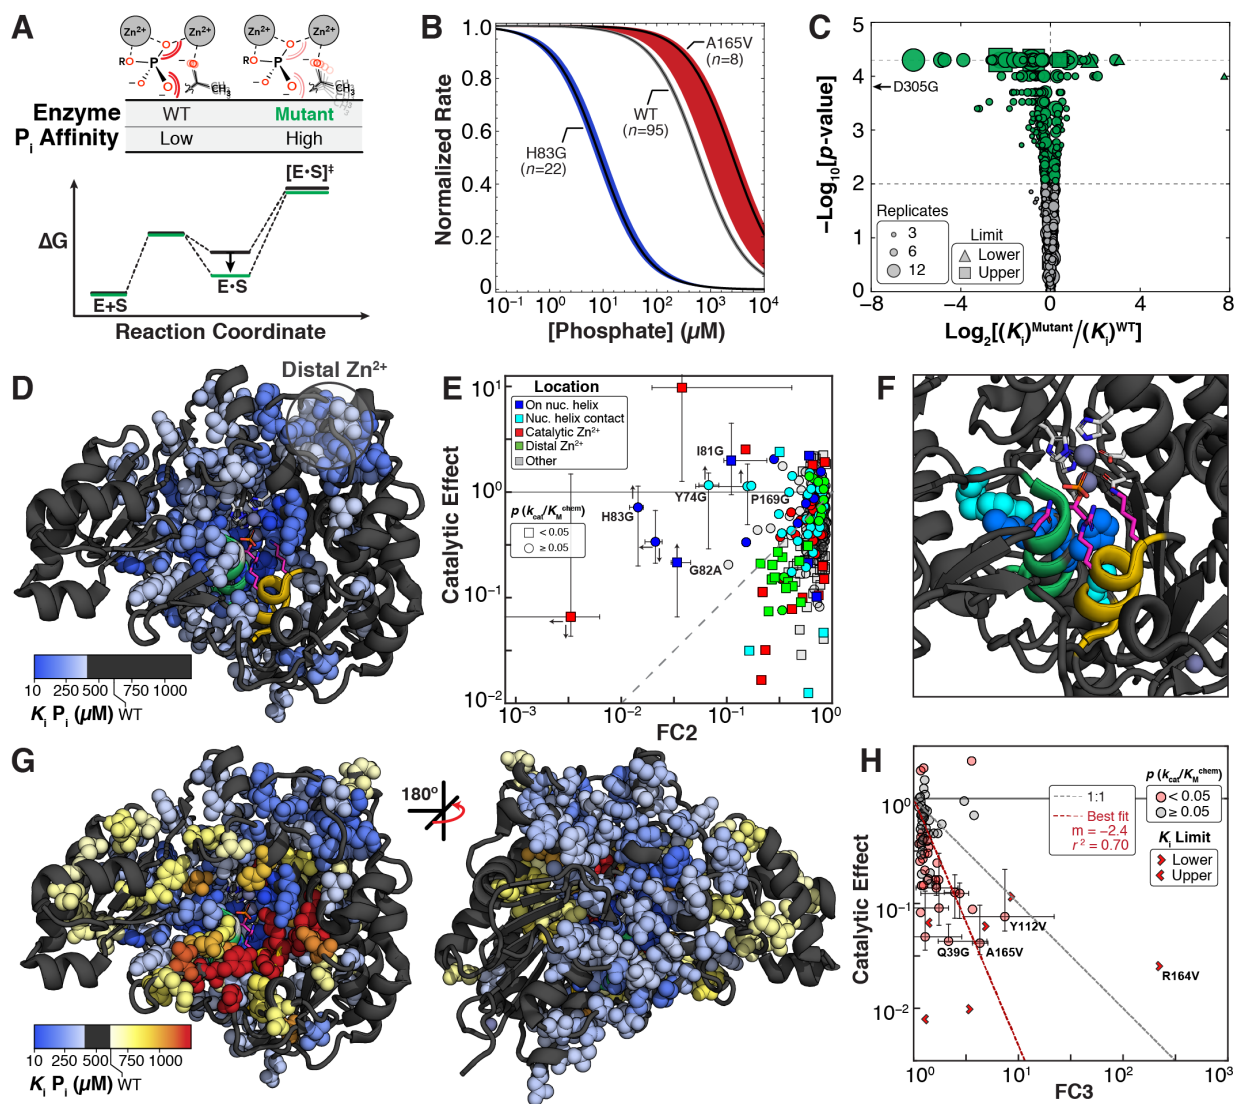 A
Zn²⁺ Zn²⁺ Zn²⁺ Zn²⁺
RO P O O⁻ O⁻ CH₃ RO P O O⁻ O⁻ CH₃
Enzyme WT Mutant
Pᵢ Affinity Low High
[E•S]‡
ΔG
E•S
E+S
Reaction Coordinate
B
Normalized Rate
1.0
0.8
0.6
0.4
0.2
0
A165V
(n=8)
WT
(n=95)
H83G
(n=22)
10⁻¹ 10⁰ 10¹ 10² 10³ 10⁴
[Phosphate] (µM)
C
−Log₁₀[p-value]
5
4
3
2
1
0
D305G
Replicates
3
6
12
Limit
Lower
Upper
−8 −4 0 4 8
Log₂[(Kᵢ)ᴹᵘᵗᵃⁿᵗ/(Kᵢ)ᵂᵀ]
D
Distal Zn²⁺
10 250 500 1000
Kᵢ Pᵢ (µM) WT
E
Catalytic Effect
10¹
10⁰
10⁻¹
10⁻²
Location
On nuc. helix
Nuc. helix contact
Catalytic Zn²⁺
Distal Zn²⁺
Other
p (kcat/KMᶜʰᵉᵐ)
< 0.05
≥ 0.05
I81G
Y74G
P169G
H83G
G82A
10⁻³ 10⁻² 10⁻¹ 10⁰
FC2
F
G
180º
10 250 500 750 1000
Kᵢ Pᵢ (µM) WT
H
Catalytic Effect
10⁰
10⁻¹
10⁻²
1:1
Best fit
m = −2.4
r² = 0.70
p (kcat/KMᶜʰᵉᵐ)
< 0.05
≥ 0.05
Kᵢ Limit
Lower
Upper
Y112V
Q39G
A165V
R164V
10⁰ 10¹ 10² 10³
FC3